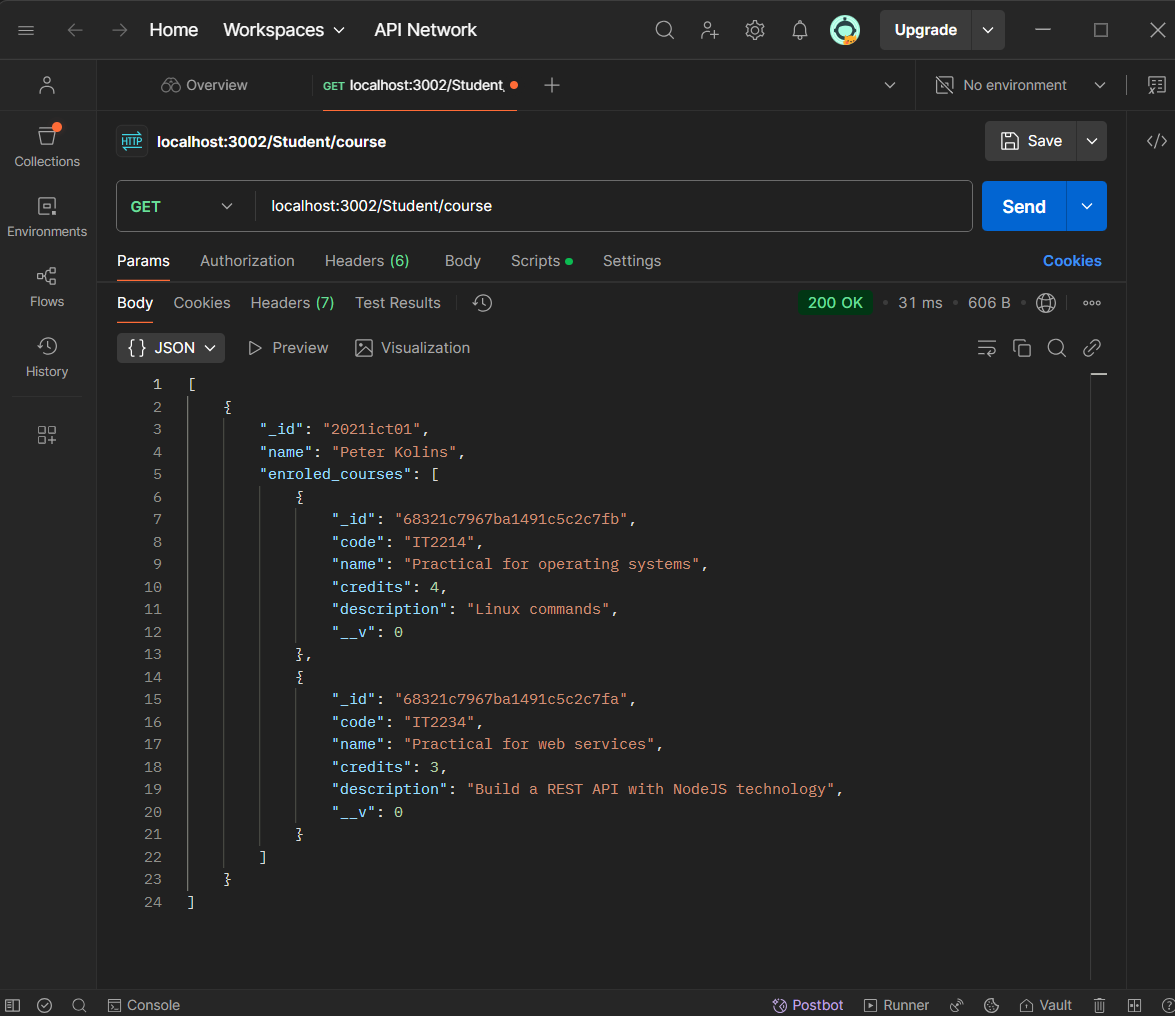 Home Workspaces API Network Upgrade
Overview GET localhost:3002/Student, No environment
Collections
Environments
Flows
History
HTTP localhost:3002/Student/course Save
GET localhost:3002/Student/course Send
Params Authorization Headers (6) Body Scripts Settings Cookies
Body Cookies Headers (7) Test Results 200 OK 31 ms 606 B
{} JSON Preview Visualization
1 [
2 {
3 "_id": "2021ict01",
4 "name": "Peter Kolins",
5 "enroled_courses": [
6 {
7 "_id": "68321c7967ba1491c5c2c7fb",
8 "code": "IT2214",
9 "name": "Practical for operating systems",
10 "credits": 4,
11 "description": "Linux commands",
12 "__v": 0
13 },
14 {
15 "_id": "68321c7967ba1491c5c2c7fa",
16 "code": "IT2234",
17 "name": "Practical for web services",
18 "credits": 3,
19 "description": "Build a REST API with NodeJS technology",
20 "__v": 0
21 }
22 ]
23 }
24 ]
Console Postbot Runner Vault